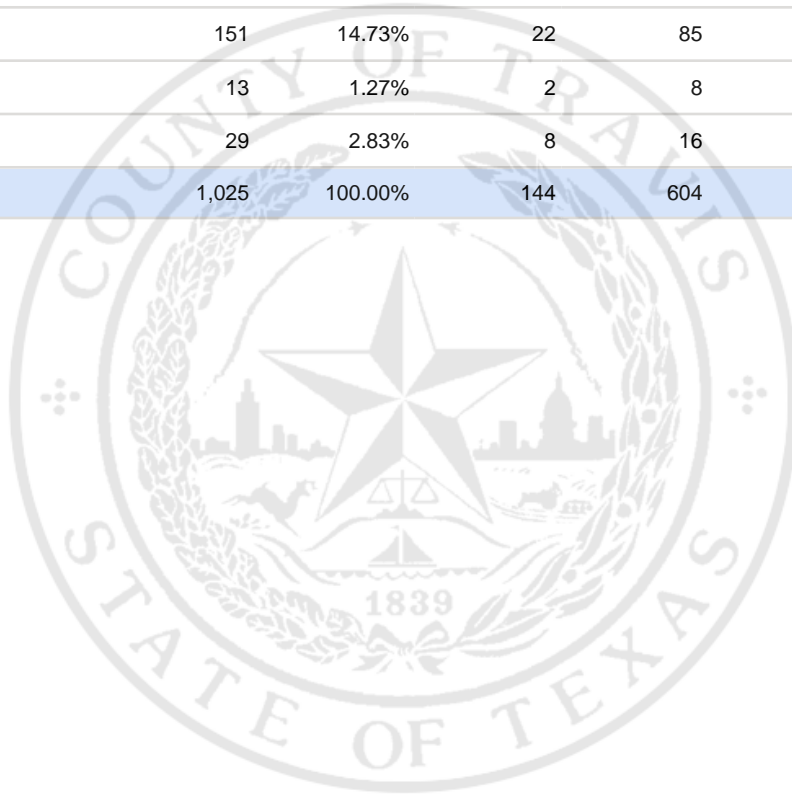 151 14.73% 22 85
13 1.27% 2 8
29 2.83% 8 16
1,025 100.00% 144 604
COUNTY OF TRAVIS
1839
STATE OF TEXAS